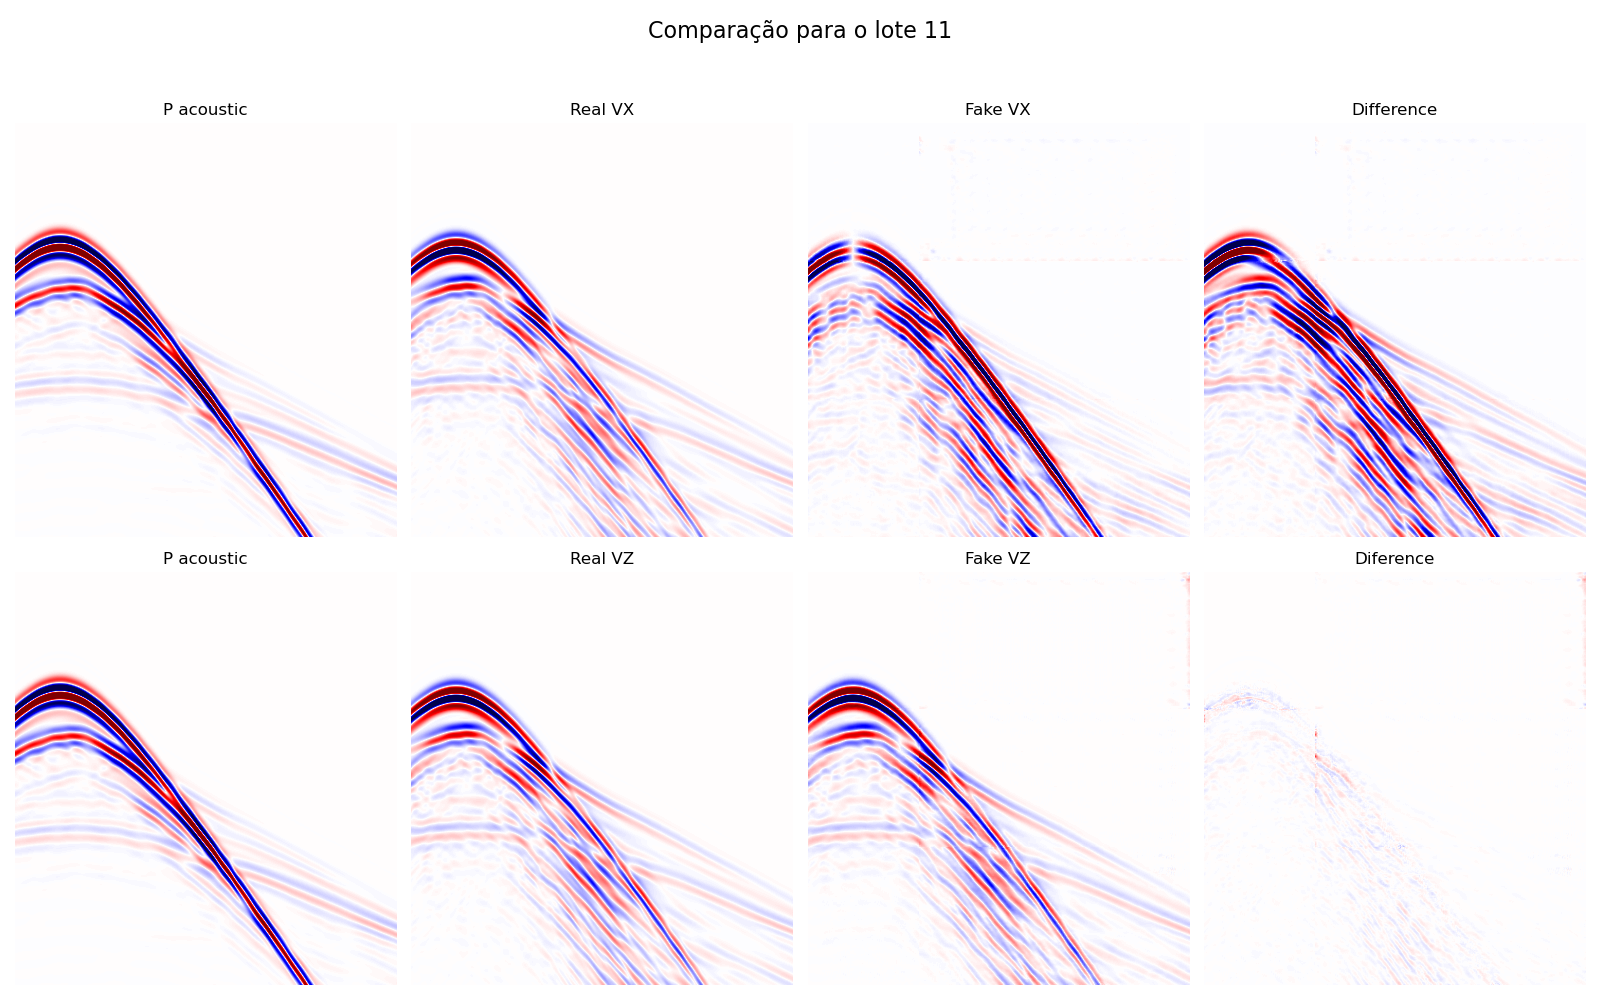 Comparação para o lote 11
P acoustic
Real VX
Fake VX
Difference
P acoustic
Real VZ
Fake VZ
Diference